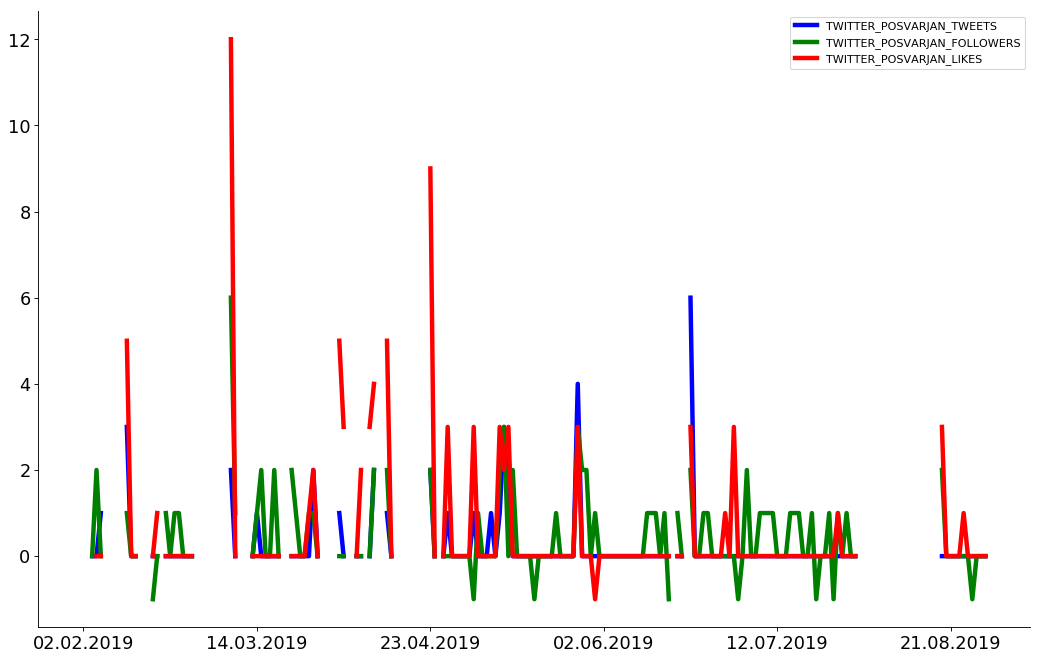 TWITTER_POSVARJAN_TWEETS
TWITTER_POSVARJAN_FOLLOWERS
TWITTER_POSVARJAN_LIKES
12
10
8
6
4
2
0
02.02.2019 14.03.2019 23.04.2019 02.06.2019 12.07.2019 21.08.2019